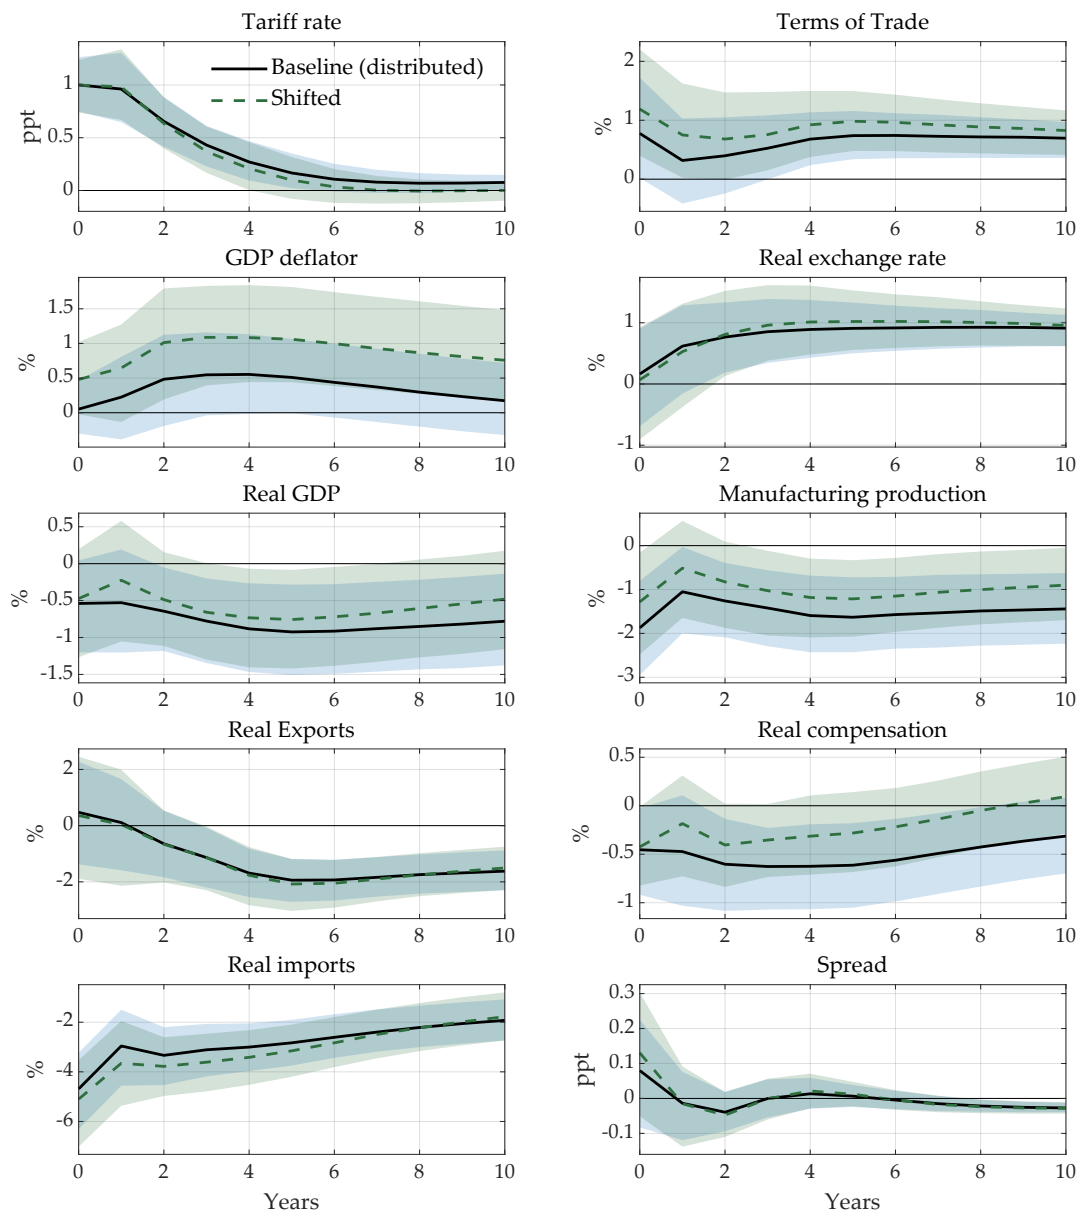 Tariff rate
Baseline (distributed)
Shifted
ppt
1
0.5
0
0 2 4 6 8 10
Terms of Trade
%
2
1
0
0 2 4 6 8 10
GDP deflator
%
1.5
1
0.5
0
0 2 4 6 8 10
Real exchange rate
%
1
0
-1
0 2 4 6 8 10
Real GDP
%
0.5
0
-0.5
-1
-1.5
0 2 4 6 8 10
Manufacturing production
%
0
-1
-2
-3
0 2 4 6 8 10
Real Exports
%
2
0
-2
0 2 4 6 8 10
Real compensation
%
0.5
0
-0.5
-1
0 2 4 6 8 10
Real imports
%
-2
-4
-6
0 2 4 6 8 10
Years
Spread
ppt
0.3
0.2
0.1
0
-0.1
0 2 4 6 8 10
Years